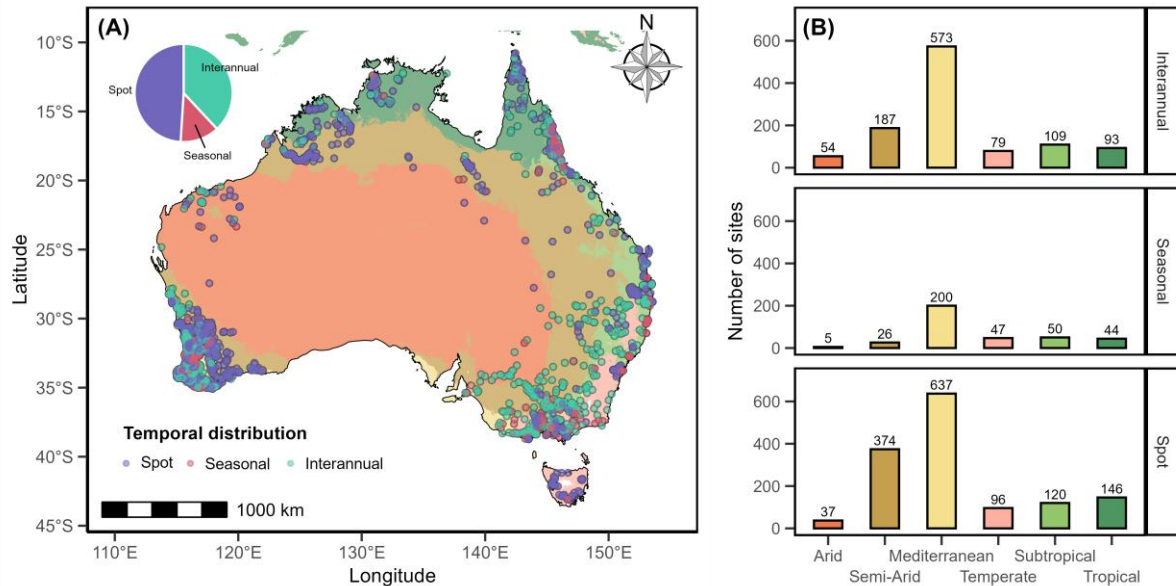 (A)
N
10°S
15°S
20°S
25°S
30°S
35°S
40°S
45°S
Latitude
Spot
Interannual
Seasonal
Temporal distribution
Spot Seasonal Interannual
1000 km
110°E 120°E 130°E 140°E 150°E
Longitude
(B)
Number of sites
600
400
200
0
54 187 573 79 109 93
Interannual
600
400
200
0
5 26 200 47 50 44
Seasonal
600
400
200
0
37 374 637 96 120 146
Spot
Arid Mediterranean Subtropical
Semi-Arid Temperate Tropical